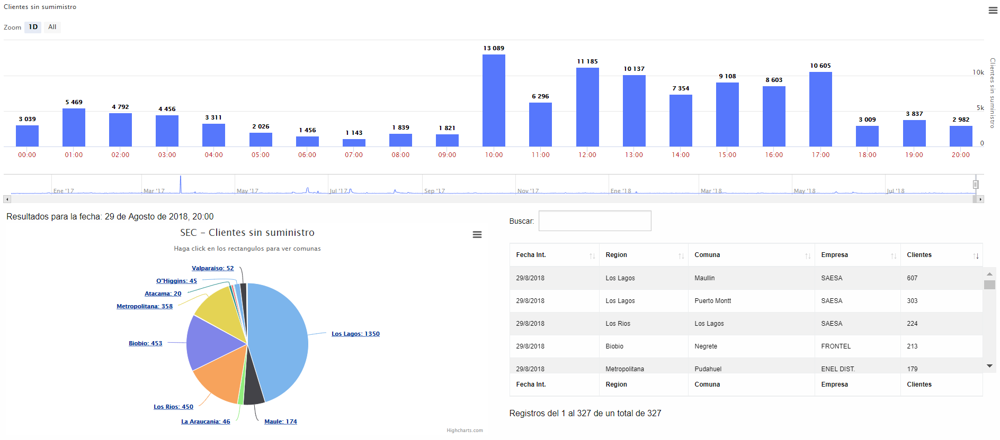 Clientes sin sumimistro
Zoom 1D All
13 089
11 185
10 605
10 137
10k
9 108
8 603
7 354
6 296
5 469
4 792
4 456
5k
3 837
3 311
3 039
3 009
2 982
2 026
1 839
1 821
1 456
1 143
0
Clientes sin suministro
00:00 01:00 02:00 03:00 04:00 05:00 06:00 07:00 08:00 09:00 10:00 11:00 12:00 13:00 14:00 15:00 16:00 17:00 18:00 19:00 20:00
Ene '17 Mar '17 May '17 Jul '17 Sep '17 Nov '17 Ene '18 Mar '18 May '18 Jul '18
Resultados para la fecha: 29 de Agosto de 2018, 20:00
SEC - Clientes sin suministro
Haga click en los rectangulos para ver comunas
Valparaiso: 52
O"Higgins: 45
Atacama: 20
Metropolitana: 358
Los Lagos: 1350
Biobio: 453
Los Rios: 450
La Araucania: 46
Maule: 174
Highcharts.com
Buscar:
Fecha Int. Region Comuna Empresa Clientes
29/8/2018 Los Lagos Maullin SAESA 607
29/8/2018 Los Lagos Puerto Montt SAESA 303
29/8/2018 Los Rios Los Lagos SAESA 224
29/8/2018 Biobio Negrete FRONTEL 213
29/8/2018 Metropolitana Pudahuel ENEL DIST. 179
Fecha Int. Region Comuna Empresa Clientes
Registros del 1 al 327 de un total de 327